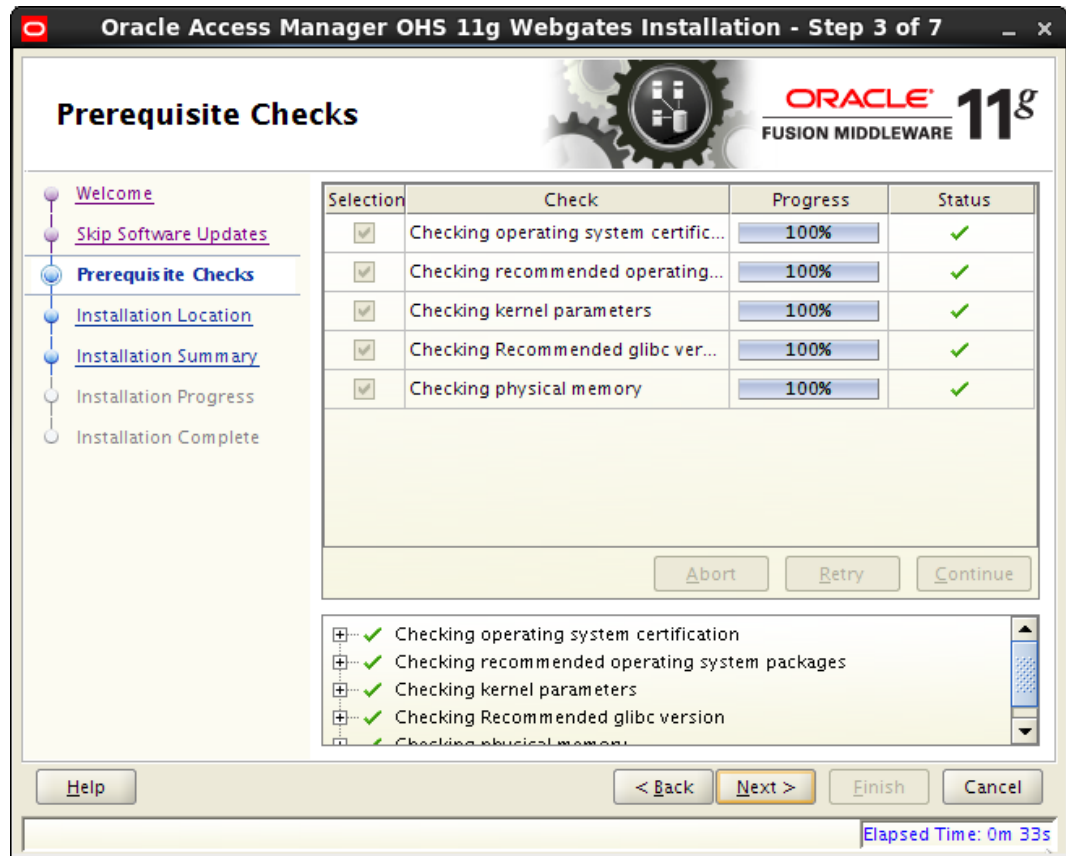 Oracle Access Manager OHS 11g Webgates Installation - Step 3 of 7
Prerequisite Checks
ORACLE
FUSION MIDDLEWARE
11g
Welcome
Skip Software Updates
Prerequisite Checks
Installation Location
Installation Summary
Installation Progress
Installation Complete
Selection Check Progress Status
Checking operating system certific... 100%
Checking recommended operating... 100%
Checking kernel parameters 100%
Checking Recommended glibc ver... 100%
Checking physical memory 100%
Abort Retry Continue
Checking operating system certification
Checking recommended operating system packages
Checking kernel parameters
Checking Recommended glibc version
Checking physical memory
Help < Back Next > Finish Cancel
Elapsed Time: 0m 33s